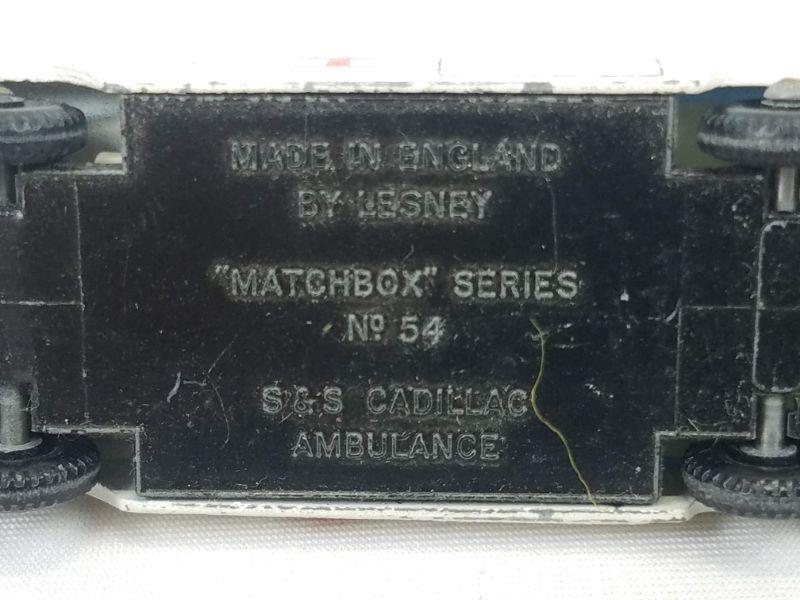 MADE IN ENGLAND
BY LESNEY
"MATCHBOX" SERIES
Nº 54
S&S CADILLAC
AMBULANCE